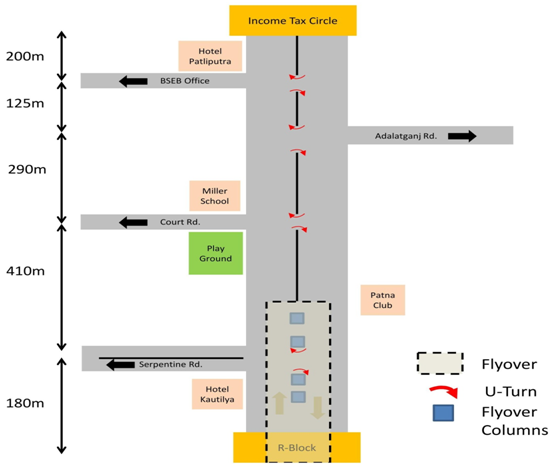 Income Tax Circle
200m
Hotel
Patliputra
BSEB Office
125m
Adalatganj Rd.
290m
Miller
School
Court Rd.
Play
Ground
410m
Patna
Club
Serpentine Rd.
Flyover
Hotel
Kautilya
U-Turn
180m
Flyover
Columns
R-Block